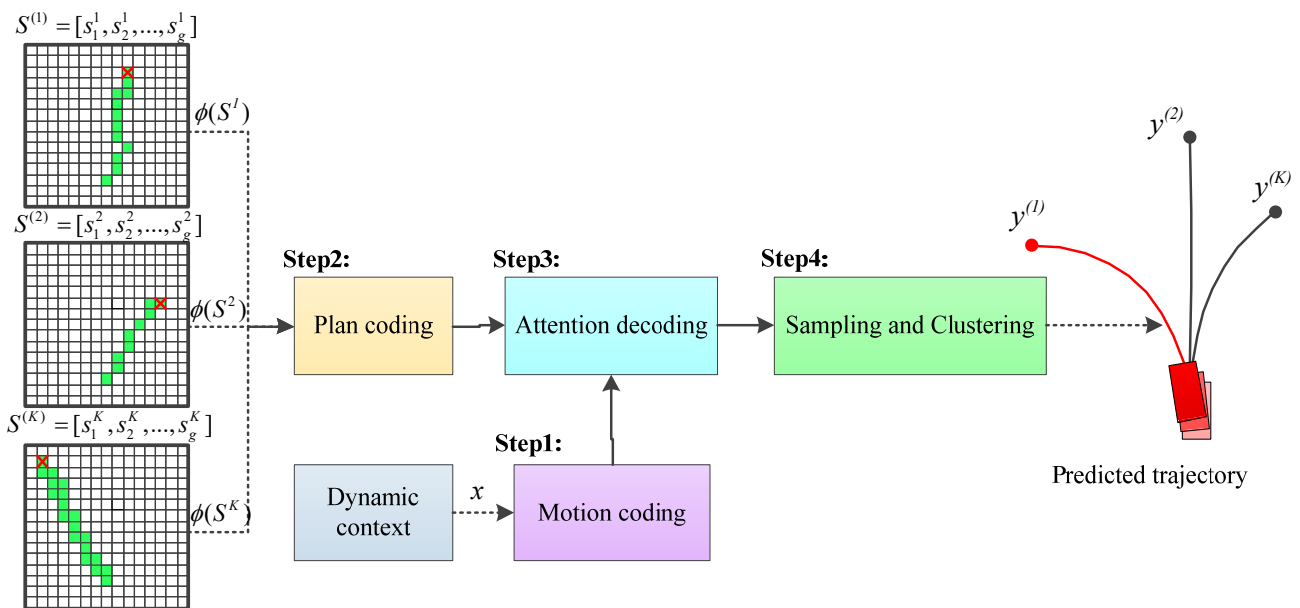 S^{(1)} = [s_1^1, s_2^1, ..., s_g^1]
ϕ(S^1)
S^{(2)} = [s_1^2, s_2^2, ..., s_g^2]
ϕ(S^2)
S^{(K)} = [s_1^K, s_2^K, ..., s_g^K]
ϕ(S^K)
Step2:
Plan coding
Step3:
Attention decoding
Step4:
Sampling and Clustering
Dynamic
context
x
Step1:
Motion coding
y^{(1)}
y^{(2)}
y^{(K)}
Predicted trajectory